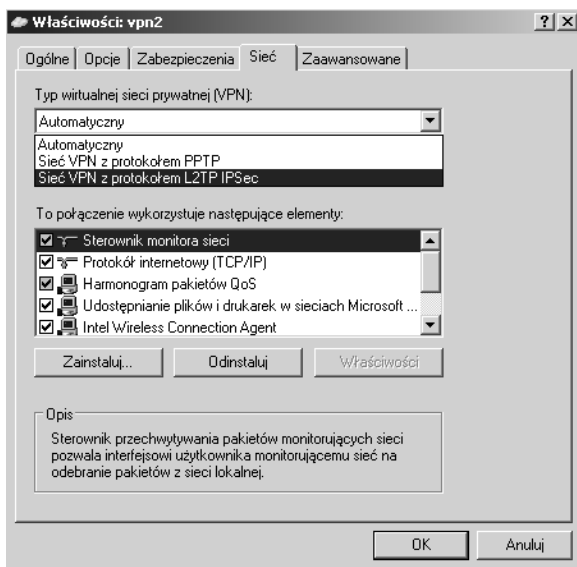 Właściwości: vpn2
Ogólne Opcje Zabezpieczenia Sieć Zaawansowane
Typ wirtualnej sieci prywatnej (VPN):
Automatyczny
Automatyczny
Sieć VPN z protokołem PPTP
Sieć VPN z protokołem L2TP IPSec
To połączenie wykorzystuje następujące elementy:
Sterownik monitora sieci
Protokół internetowy (TCP/IP)
Harmonogram pakietów QoS
Udostępnianie plików i drukarek w sieciach Microsoft ...
Intel Wireless Connection Agent
Zainstaluj... Odinstaluj Właściwości
Opis
Sterownik przechwytywania pakietów monitorujących sieci
pozwala interfejsowi użytkownika monitorującemu sieć na
odebranie pakietów z sieci lokalnej.
OK Anuluj